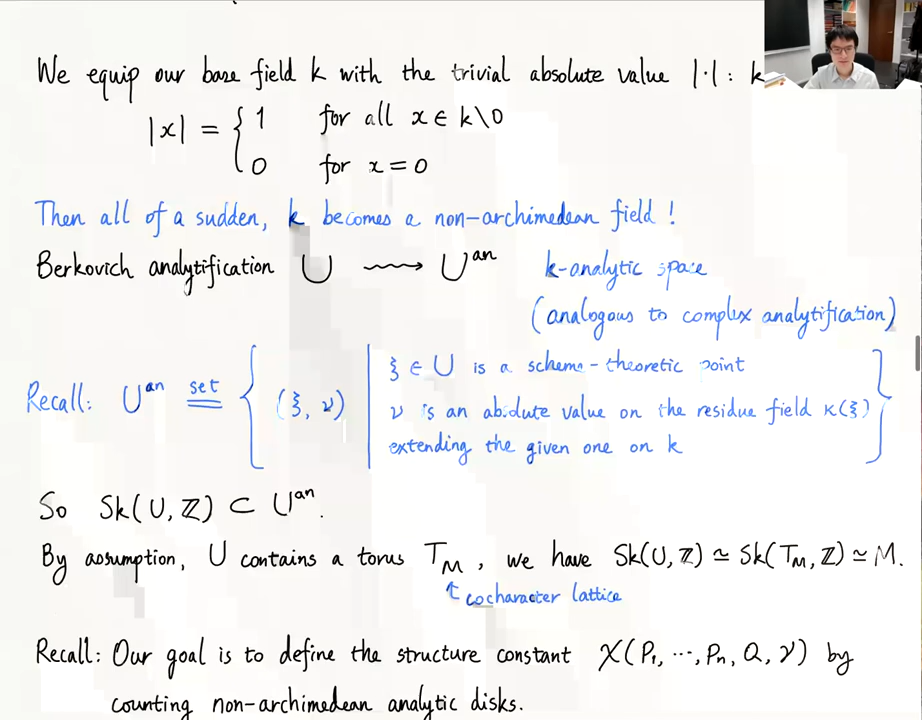 We equip our base field k with the trivial absolute value |·| : k
|x| = { 1 for all x ∈ k\0
0 for x = 0
Then all of a sudden, k becomes a non-archimedean field !
Berkovich analytification U ⇝ U^an k-analytic space
(analogous to complex analytification)
Recall: U^an =^set { (ξ, ν) | ξ ∈ U is a scheme-theoretic point
ν is an absolute value on the residue field κ(ξ)
extending the given one on k }
So Sk(U, ℤ) ⊂ U^an.
By assumption, U contains a torus T_M, we have Sk(U, ℤ) ≃ Sk(T_M, ℤ) ≃ M.
↑ cocharacter lattice
Recall: Our goal is to define the structure constant χ(P₁, ⋯, Pₙ, Q, γ) by
counting non-archimedean analytic disks.